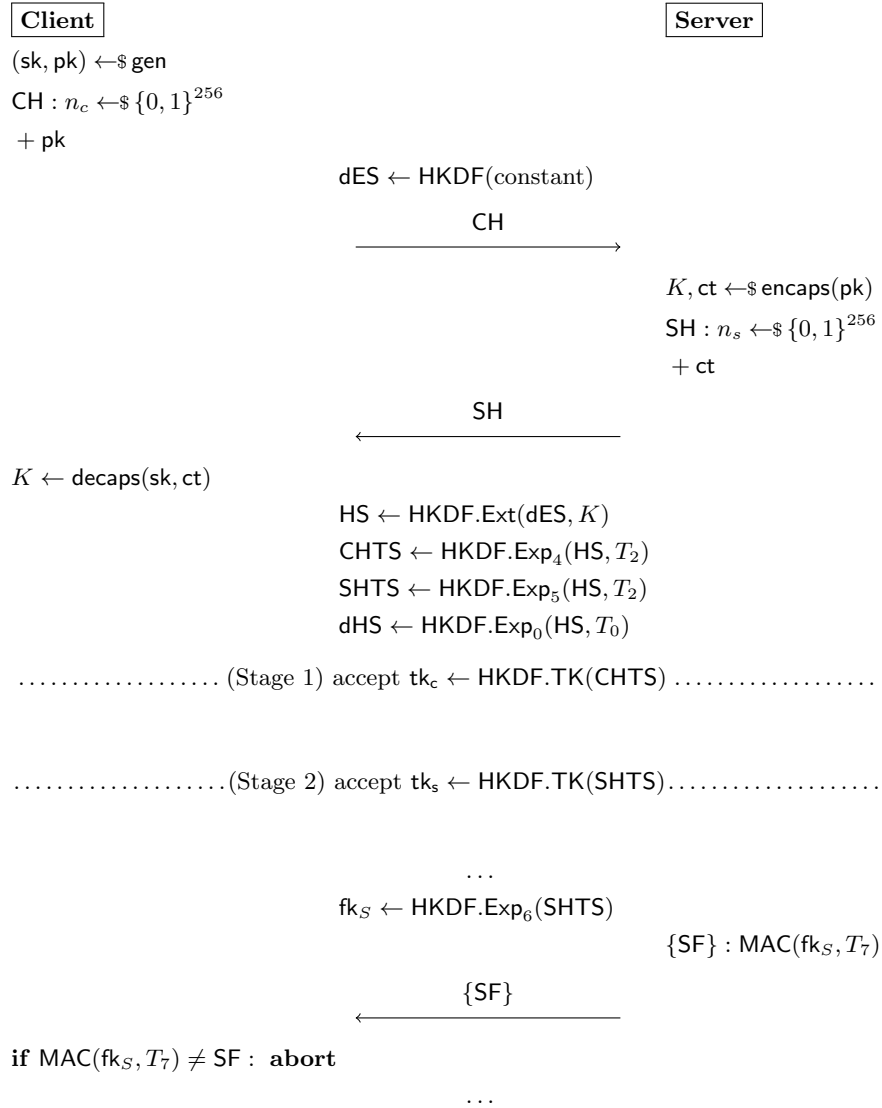 Client Server
(sk, pk) ←$ gen
CH : n_c ←$ {0, 1}^256
+ pk
dES ← HKDF(constant)
CH
K, ct ←$ encaps(pk)
SH : n_s ←$ {0, 1}^256
+ ct
SH
K ← decaps(sk, ct)
HS ← HKDF.Ext(dES, K)
CHTS ← HKDF.Exp_4(HS, T_2)
SHTS ← HKDF.Exp_5(HS, T_2)
dHS ← HKDF.Exp_0(HS, T_0)
.................... (Stage 1) accept tk_c ← HKDF.TK(CHTS) ...................
....................(Stage 2) accept tk_s ← HKDF.TK(SHTS)....................
...
fk_S ← HKDF.Exp_6(SHTS)
{SF} : MAC(fk_S, T_7)
{SF}
if MAC(fk_S, T_7) ≠ SF : abort
...